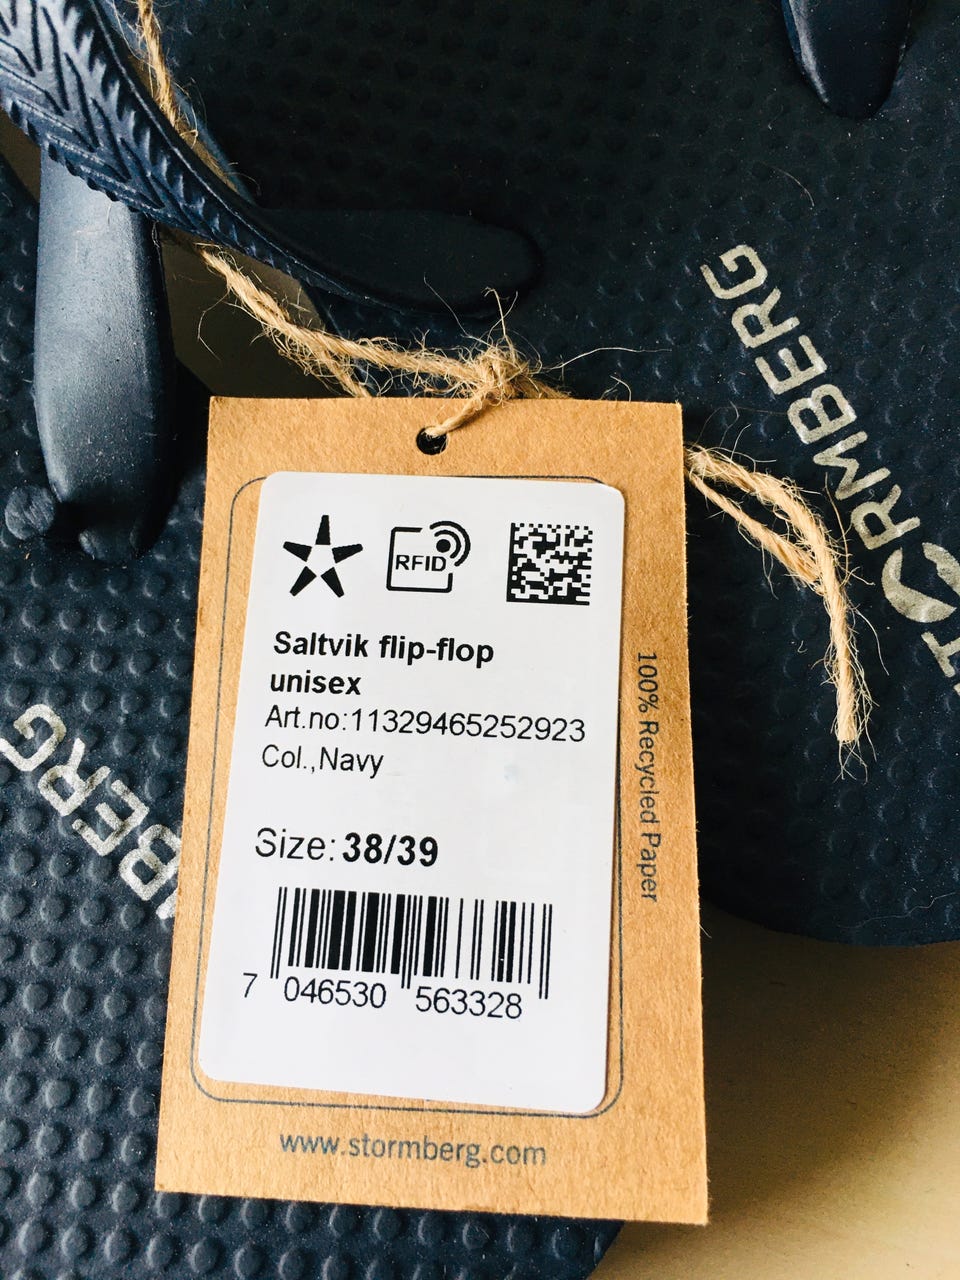 RFID
Saltvik flip-flop
unisex
Art.no:11329465252923
Col.,Navy
Size: 38/39
7 046530 563328
100% Recycled Paper
www.stormberg.com
STORMBERG
MBERG